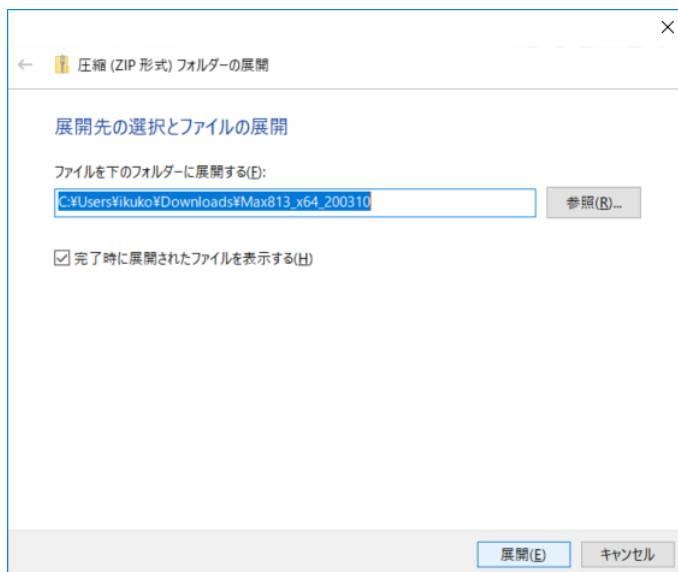 圧縮 (ZIP 形式) フォルダーの展開
展開先の選択とファイルの展開
ファイルを下のフォルダーに展開する(F):
C:¥Users¥ikuko¥Downloads¥Max813_x64_200310
参照(R)...
完了時に展開されたファイルを表示する(H)
展開(E)
キャンセル